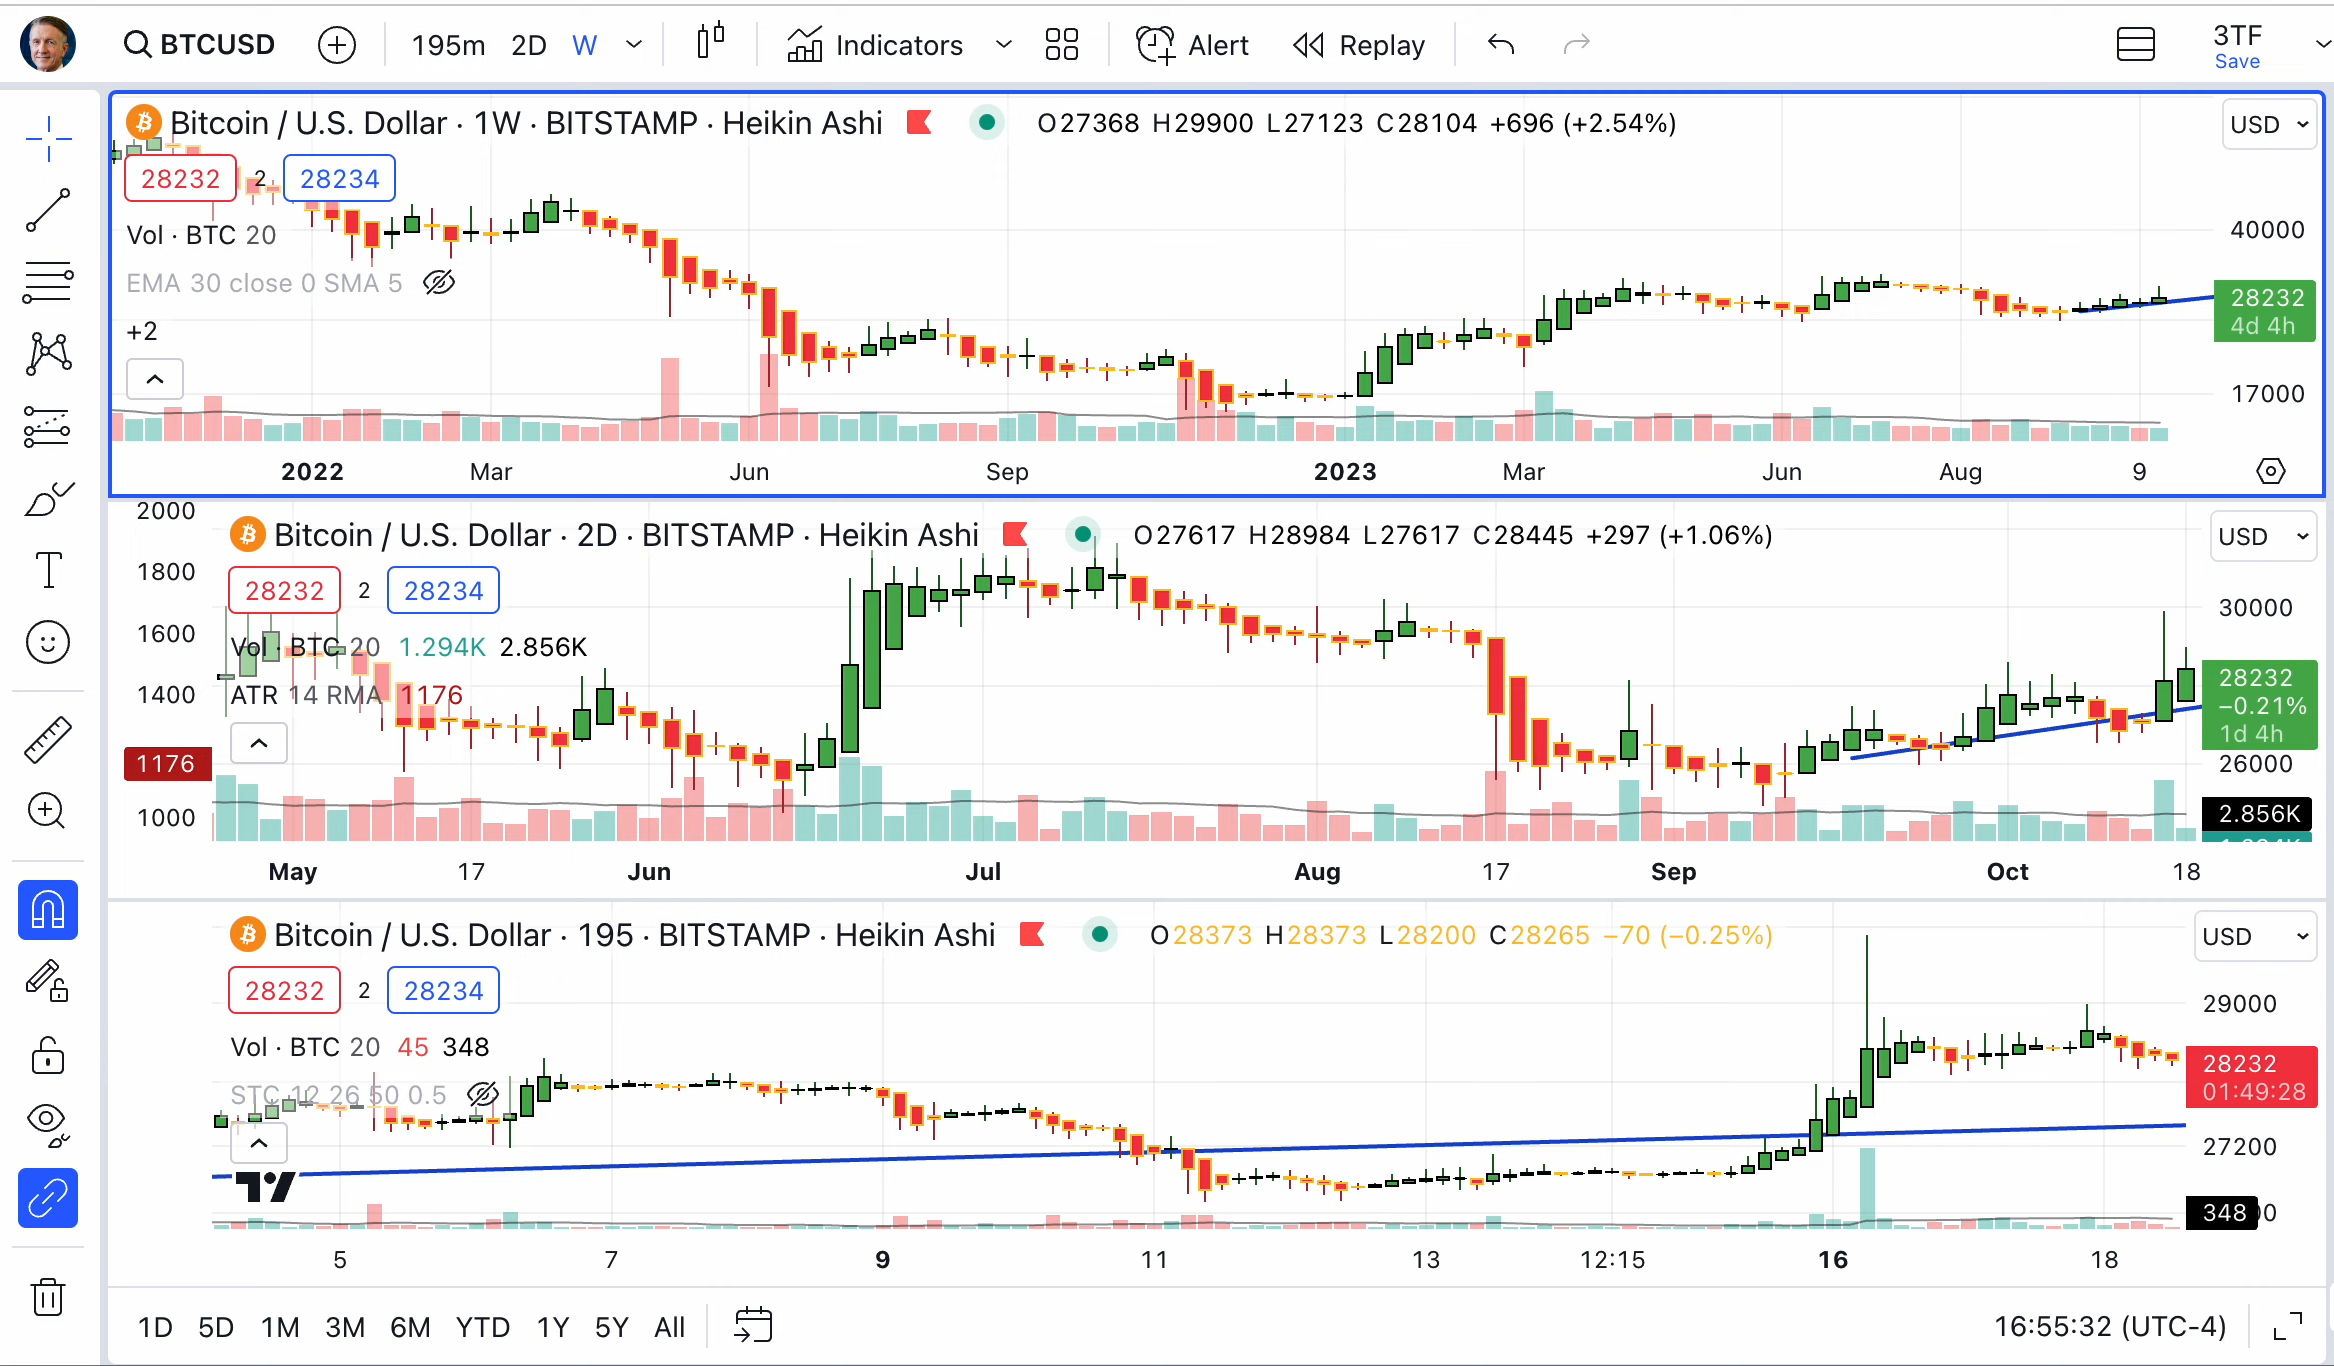 BTCUSD 195m 2D W Indicators Alert Replay 3TF
Save
Bitcoin / U.S. Dollar · 1W · BITSTAMP · Heikin Ashi O27368 H29900 L27123 C28104 +696 (+2.54%) USD
28232 2 28234
Vol · BTC 20
40000
EMA 30 close 0 SMA 5
28232
4d 4h
+2
17000
2022 Mar Jun Sep 2023 Mar Jun Aug 9
2000
Bitcoin / U.S. Dollar · 2D · BITSTAMP · Heikin Ashi O27617 H28984 L27617 C28445 +297 (+1.06%) USD
1800
28232 2 28234
30000
1600
Vol · BTC 20 1.294K 2.856K
1400
ATR 14 RMA 1176
28232
−0.21%
1d 4h
1176
26000
1000
2.856K
May 17 Jun Jul Aug 17 Sep Oct 18
Bitcoin / U.S. Dollar · 195 · BITSTAMP · Heikin Ashi O28373 H28373 L28200 C28265 −70 (−0.25%) USD
28232 2 28234
29000
Vol · BTC 20 45 348
28232
01:49:28
STC 12 26 50 0.5
27200
348
5 7 9 11 13 12:15 16 18
1D 5D 1M 3M 6M YTD 1Y 5Y All 16:55:32 (UTC-4)